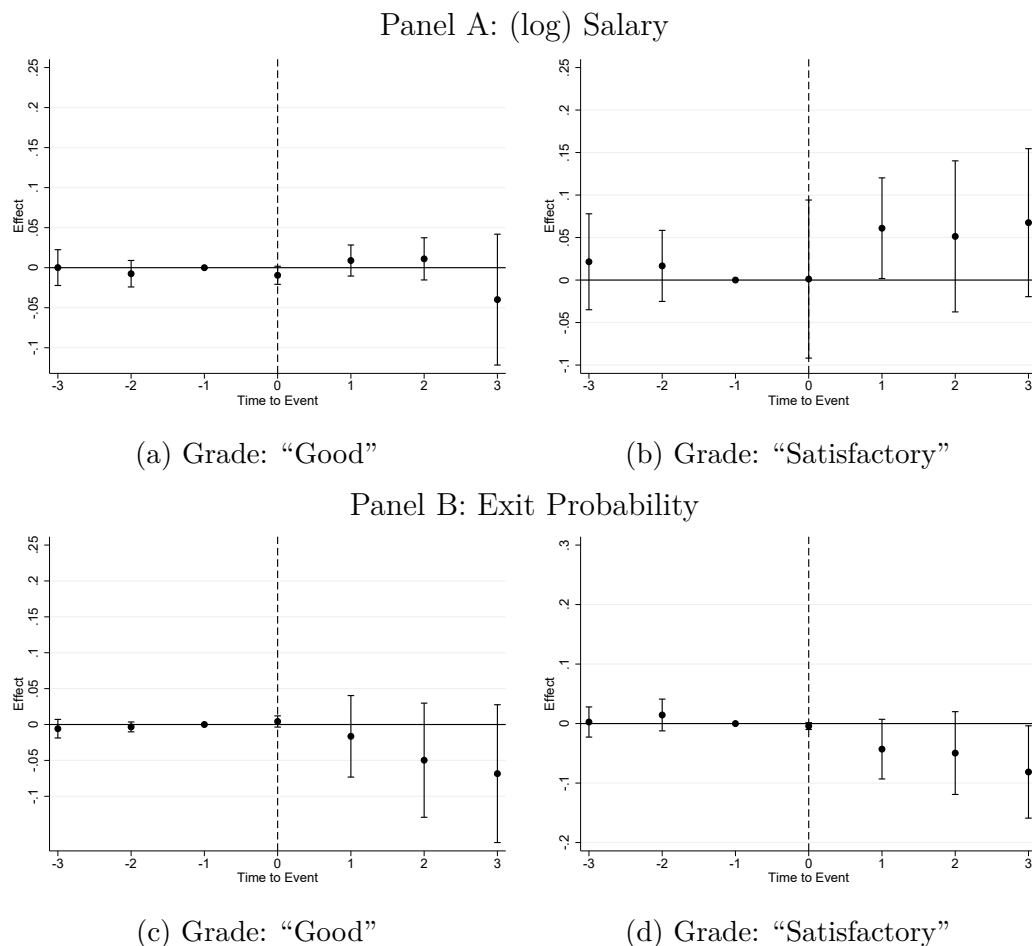 Panel A: (log) Salary
Effect
.25
.2
.15
.1
.05
0
-.05
-.1
-3 -2 -1 0 1 2 3
Time to Event
(a) Grade: “Good”
Effect
.25
.2
.15
.1
.05
0
-.05
-.1
-3 -2 -1 0 1 2 3
Time to Event
(b) Grade: “Satisfactory”
Panel B: Exit Probability
Effect
.25
.2
.15
.1
.05
0
-.05
-.1
-3 -2 -1 0 1 2 3
Time to Event
(c) Grade: “Good”
Effect
.3
.2
.1
0
-.1
-.2
-3 -2 -1 0 1 2 3
Time to Event
(d) Grade: “Satisfactory”